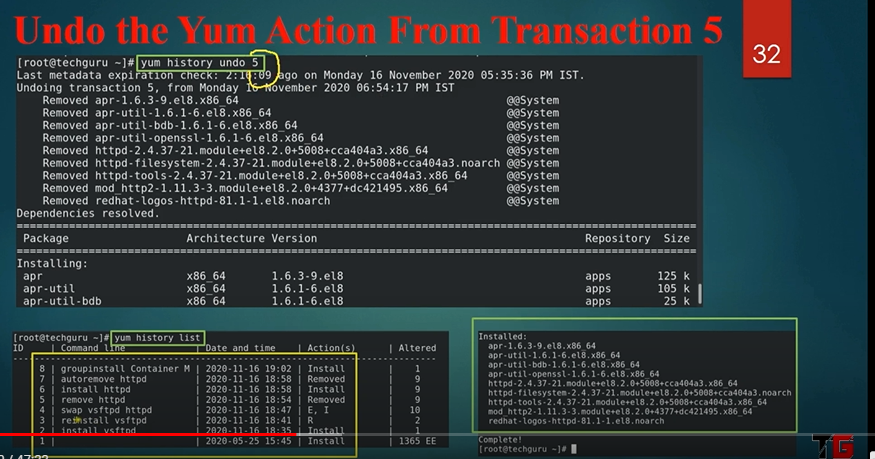 Undo the Yum Action From Transaction 5
32
[root@techguru ~]# yum history undo 5
Last metadata expiration check: 2:16:09 ago on Monday 16 November 2020 05:35:36 PM IST.
Undoing transaction 5, from Monday 16 November 2020 06:54:17 PM IST
Removed apr-1.6.3-9.el8.x86_64 @@System
Removed apr-util-1.6.1-6.el8.x86_64 @@System
Removed apr-util-bdb-1.6.1-6.el8.x86_64 @@System
Removed apr-util-openssl-1.6.1-6.el8.x86_64 @@System
Removed httpd-2.4.37-21.module+el8.2.0+5008+cca404a3.x86_64 @@System
Removed httpd-filesystem-2.4.37-21.module+el8.2.0+5008+cca404a3.noarch @@System
Removed httpd-tools-2.4.37-21.module+el8.2.0+5008+cca404a3.x86_64 @@System
Removed mod_http2-1.11.3-3.module+el8.2.0+4377+dc421495.x86_64 @@System
Removed redhat-logos-httpd-81.1-1.el8.noarch @@System
Dependencies resolved.
Package Architecture Version Repository Size
Installing:
apr x86_64 1.6.3-9.el8 apps 125 k
apr-util x86_64 1.6.1-6.el8 apps 105 k
apr-util-bdb x86_64 1.6.1-6.el8 apps 25 k
[root@techguru ~]# yum history list
ID | Command line | Date and time | Action(s) | Altered
8 | groupinstall Container M | 2020-11-16 19:02 | Install | 1
7 | autoremove httpd | 2020-11-16 18:58 | Removed | 9
6 | install httpd | 2020-11-16 18:58 | Install | 9
5 | remove httpd | 2020-11-16 18:54 | Removed | 9
4 | swap vsftpd httpd | 2020-11-16 18:47 | E, I | 10
3 | reinstall vsftpd | 2020-11-16 18:41 | R | 2
2 | install vsftpd | 2020-11-16 18:35 | Install | 1
1 | | 2020-05-25 15:45 | Install | 1365 EE
Installed:
apr-1.6.3-9.el8.x86_64
apr-util-1.6.1-6.el8.x86_64
apr-util-bdb-1.6.1-6.el8.x86_64
apr-util-openssl-1.6.1-6.el8.x86_64
httpd-2.4.37-21.module+el8.2.0+5008+cca404a3.x86_64
httpd-filesystem-2.4.37-21.module+el8.2.0+5008+cca404a3.noarch
httpd-tools-2.4.37-21.module+el8.2.0+5008+cca404a3.x86_64
mod_http2-1.11.3-3.module+el8.2.0+4377+dc421495.x86_64
redhat-logos-httpd-81.1-1.el8.noarch
Complete!
[root@techguru ~]#
TG